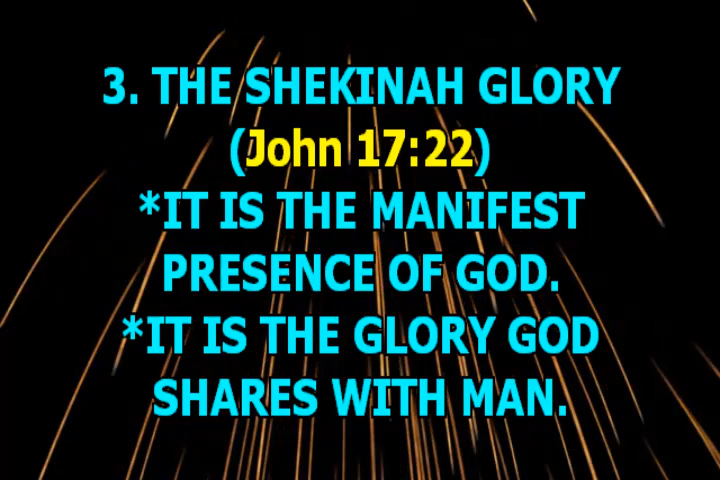 3. THE SHEKINAH GLORY
(John 17:22)
*IT IS THE MANIFEST
PRESENCE OF GOD.
*IT IS THE GLORY GOD
SHARES WITH MAN.